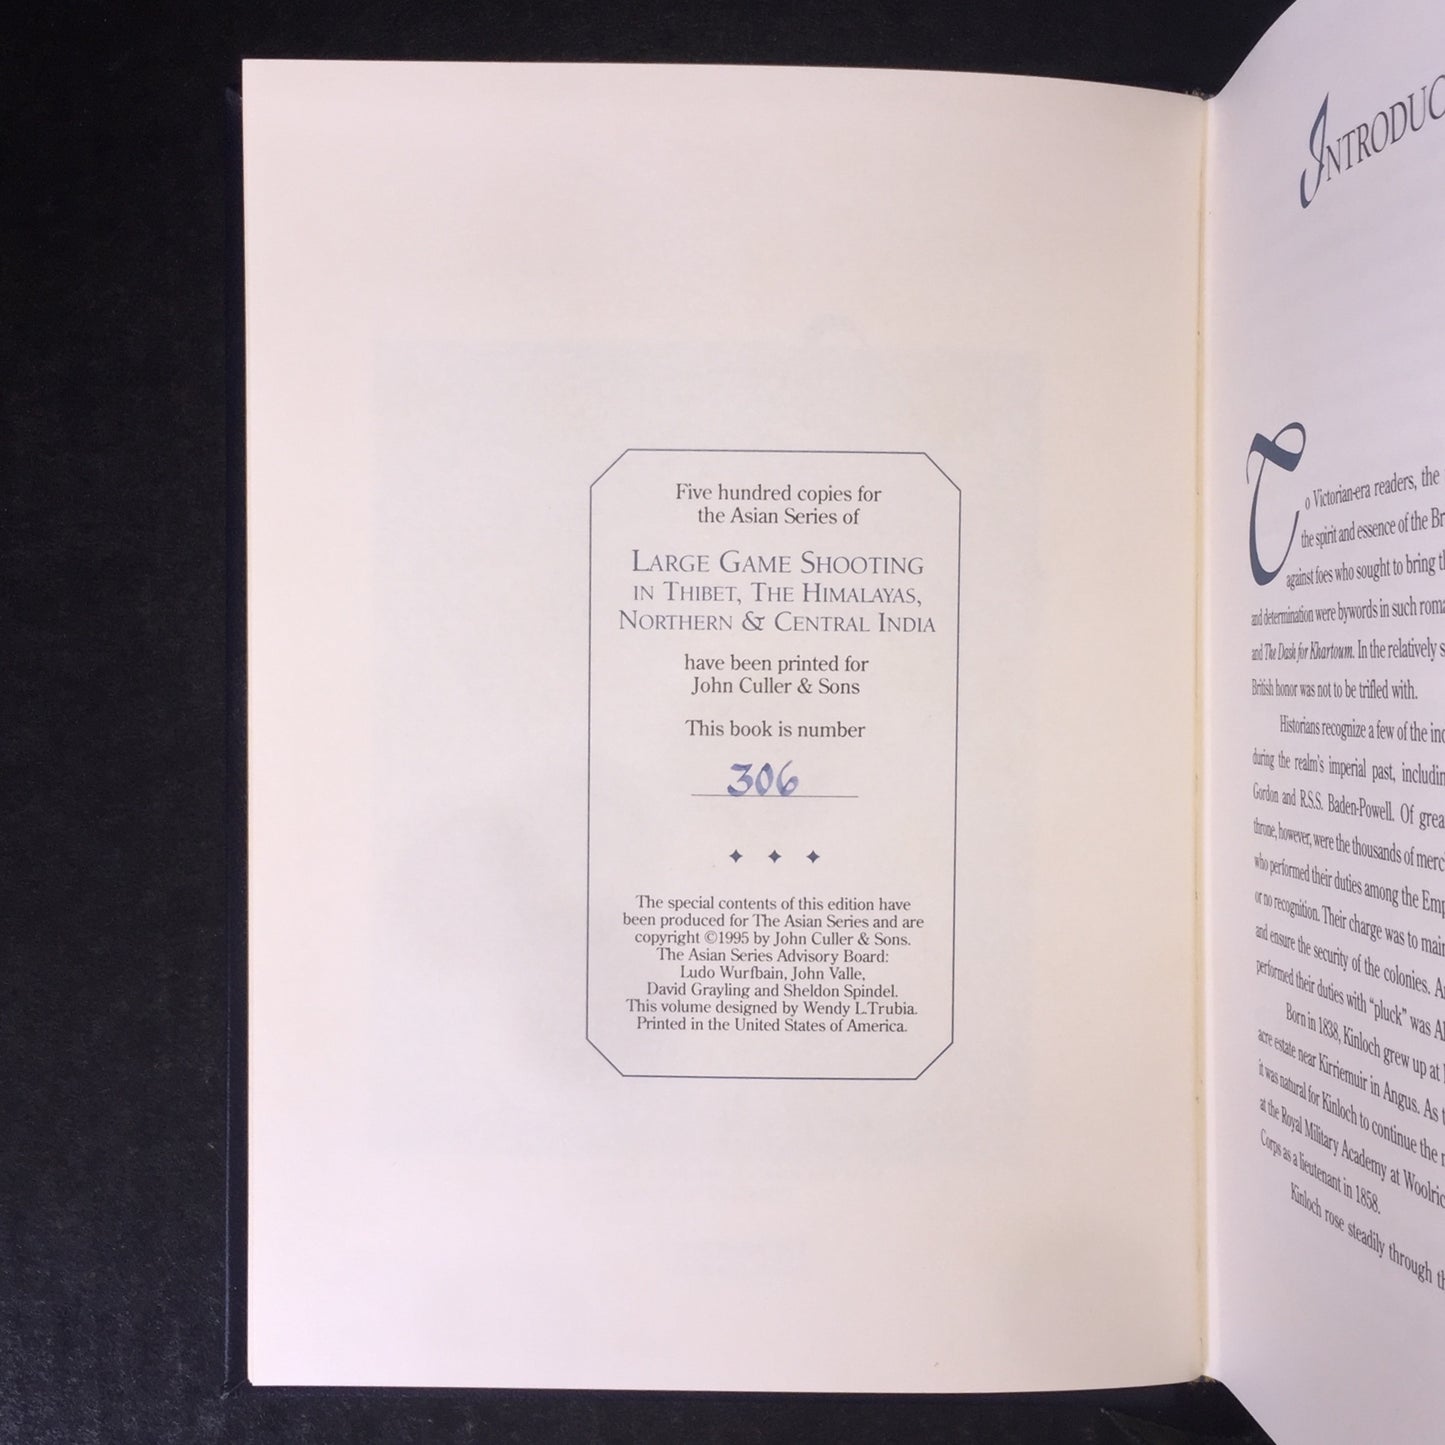 Five hundred copies for
the Asian Series of
LARGE GAME SHOOTING
IN THIBET, THE HIMALAYAS,
NORTHERN & CENTRAL INDIA
have been printed for
John Culler & Sons
This book is number
306
The special contents of this edition have
been produced for The Asian Series and are
copyright ©1995 by John Culler & Sons.
The Asian Series Advisory Board:
Ludo Wurfbain, John Valle,
David Grayling and Sheldon Spindel.
This volume designed by Wendy L.Trubia.
Printed in the United States of America.
INTRODUC
To Victorian-era readers, the
the spirit and essence of the Br
against foes who sought to bring th
and determination were bywords in such roma
and The Dash for Khartoum. In the relatively s
British honor was not to be trifled with.
Historians recognize a few of the
during the realm's imperial past, includin
Gordon and R.S.S. Baden-Powell. Of grea
throne, however, were the thousands of merc
who performed their duties among the Emp
or no recognition. Their charge was to main
and ensure the security of the colonies. A
performed their duties with "pluck" was Al
Born in 1838, Kinloch grew up at
acre estate near Kirriemuir in Angus. As t
it was natural for Kinloch to continue the
at the Royal Military Academy at Woolric
Corps as a lieutenant in 1858.
Kinloch rose steadily through th